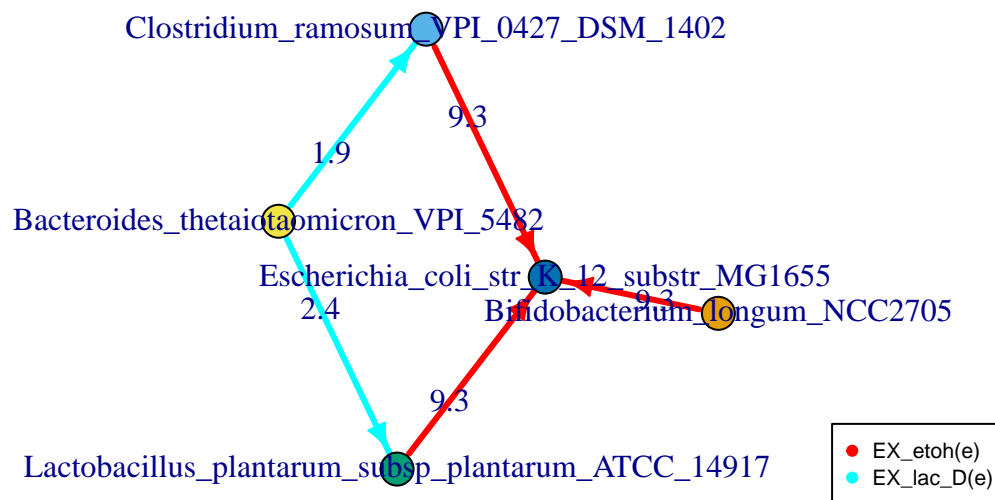 Clostridium_ramosum_VPI_0427_DSM_1402
9.3
1.9
Bacteroides_thetaiotaomicron_VPI_5482
Escherichia_coli_str_K_12_substr_MG1655
2.4
9.3
Bifidobacterium_longum_NCC2705
9.3
EX_etoh(e)
Lactobacillus_plantarum_subsp_plantarum_ATCC_14917
EX_lac_D(e)